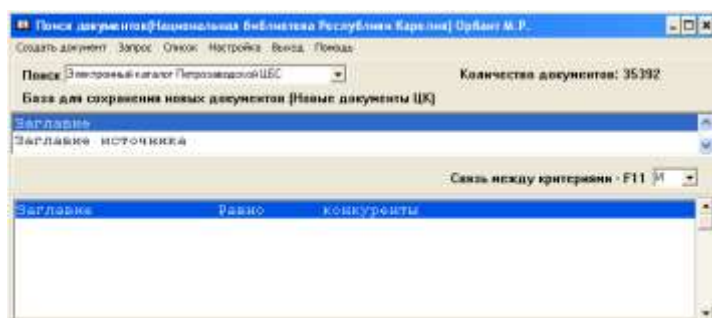 Поиск документов(Национальная библиотека Республики Карелия) Орбант М.Р.
Создать документ Запрос Список Настройка Выход Помощь
Поиск Электронный каталог Петрозаводской ЦБС Количество документов: 35392
База для сохранения новых документов (Новые документы ЦК)
Заглавие
Заглавие источника
Связь между критериями - F11 И
Заглавие Равно конкуренты